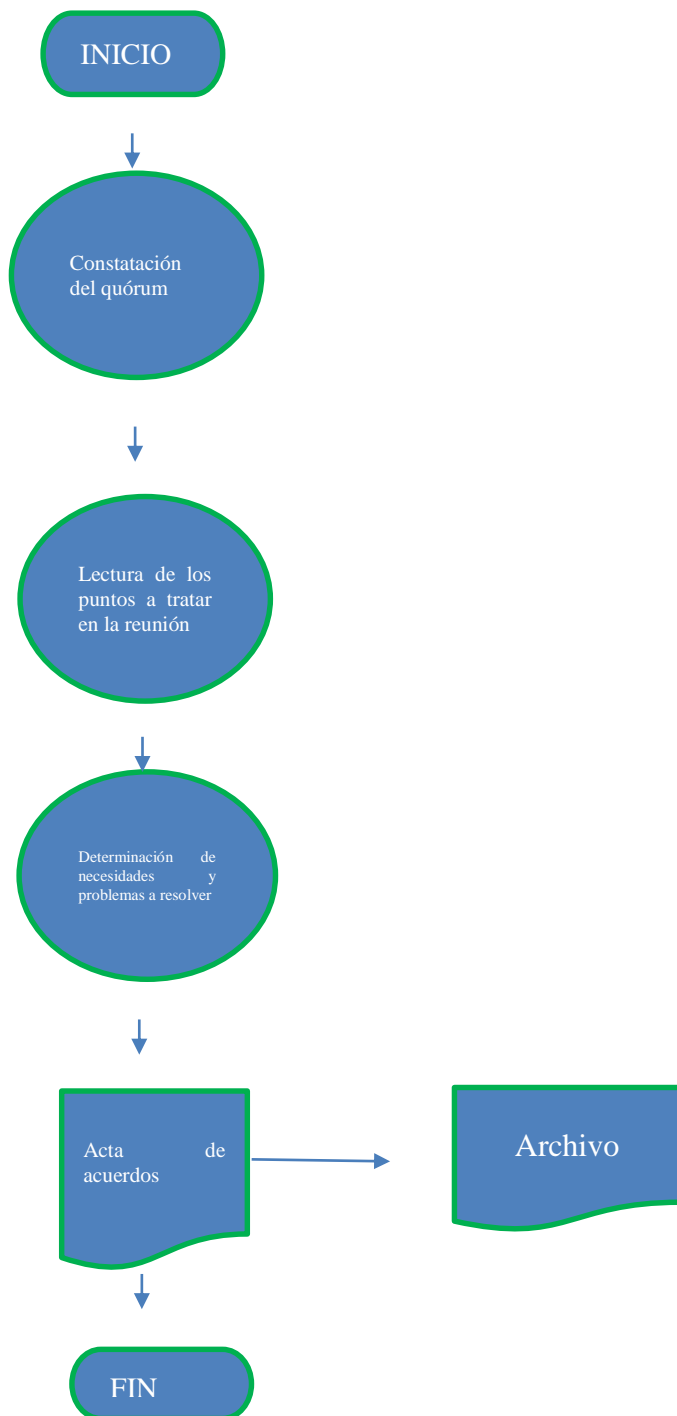 INICIO
Constatación
del quórum
Lectura de los
puntos a tratar
en la reunión
Determinación de
necesidades y
problemas a resolver
Acta de
acuerdos
Archivo
FIN